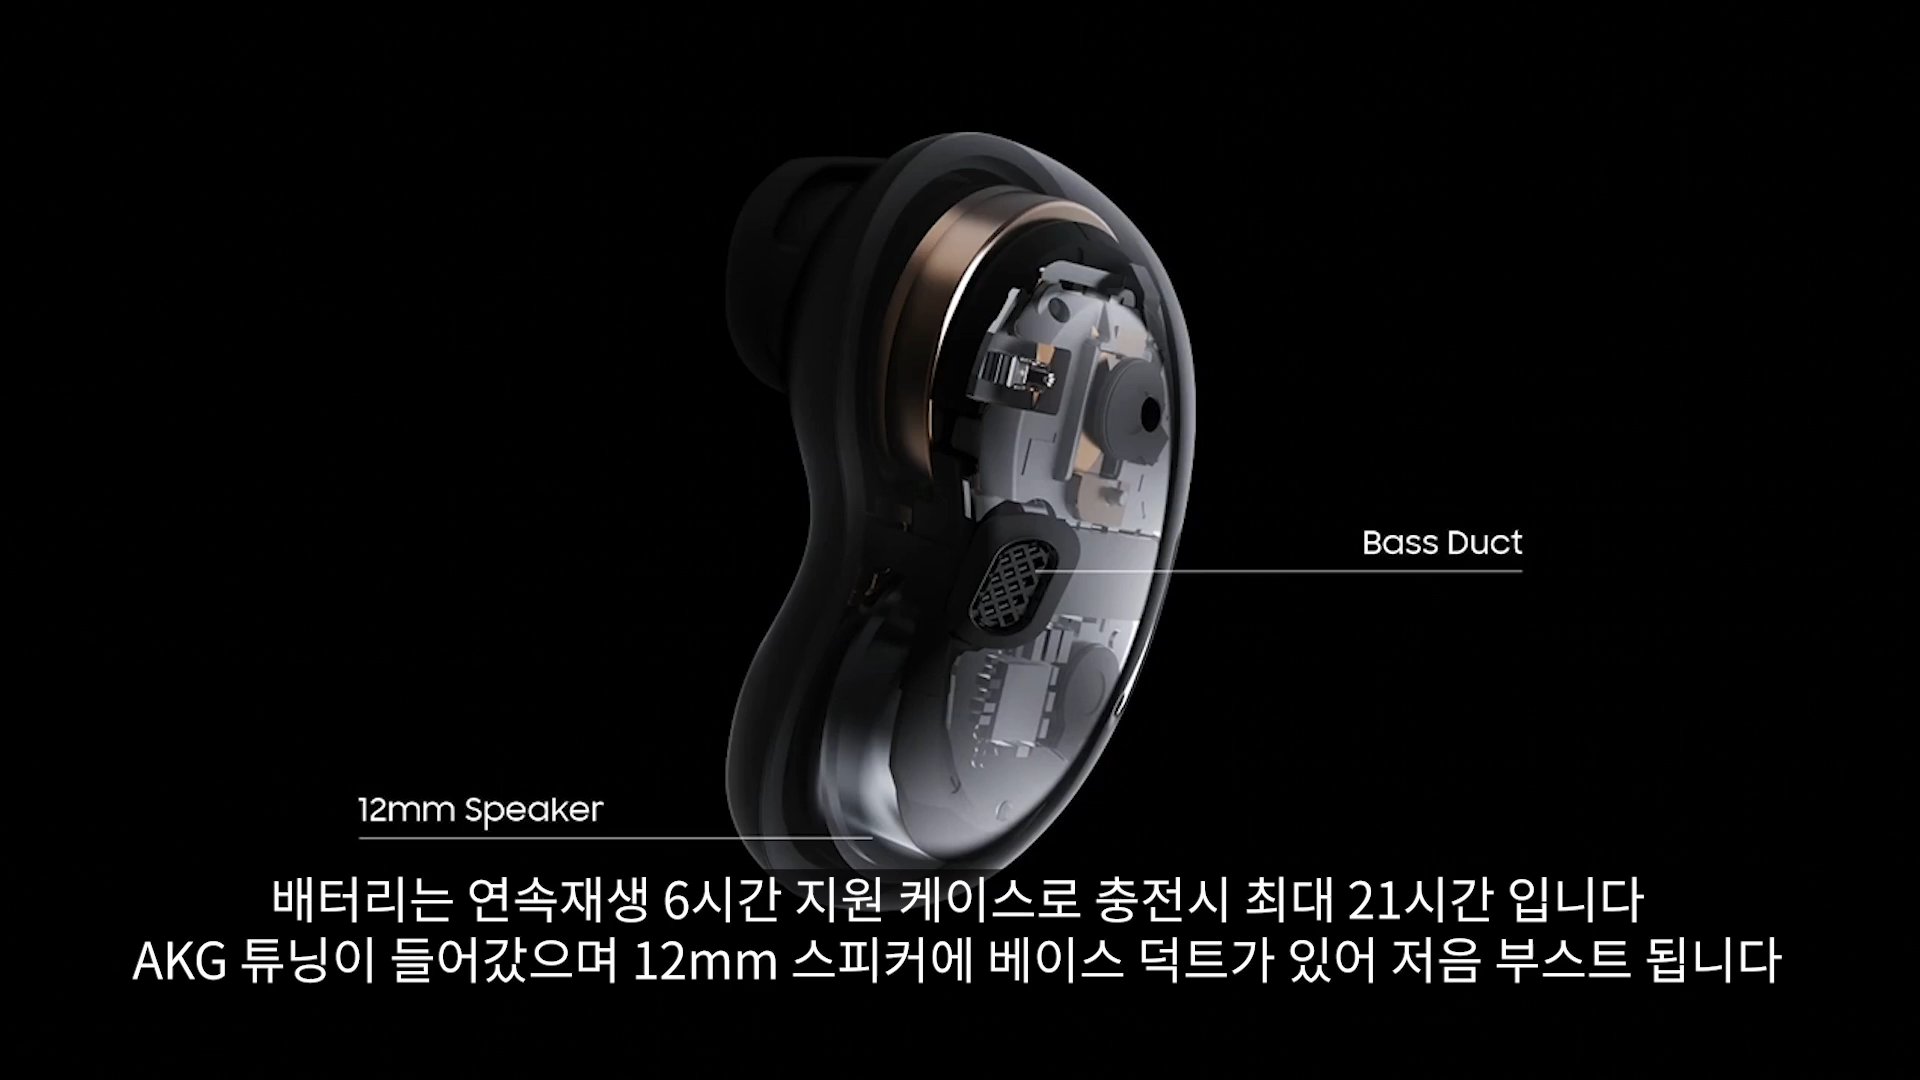 Bass Duct
12mm Speaker
배터리는 연속재생 6시간 지원 케이스로 충전시 최대 21시간 입니다
AKG 튜닝이 들어갔으며 12mm 스피커에 베이스 덕트가 있어 저음 부스트 됩니다